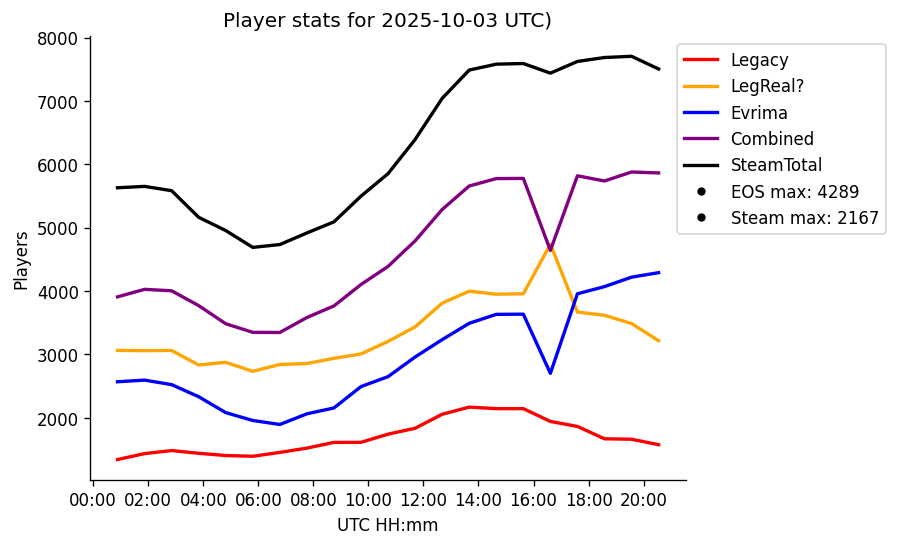 Player stats for 2025-10-03 UTC)
8000
7000
6000
5000
4000
3000
2000
Players
00:00 02:00 04:00 06:00 08:00 10:00 12:00 14:00 16:00 18:00 20:00
UTC HH:mm
Legacy
LegReal?
Evrima
Combined
SteamTotal
EOS max: 4289
Steam max: 2167